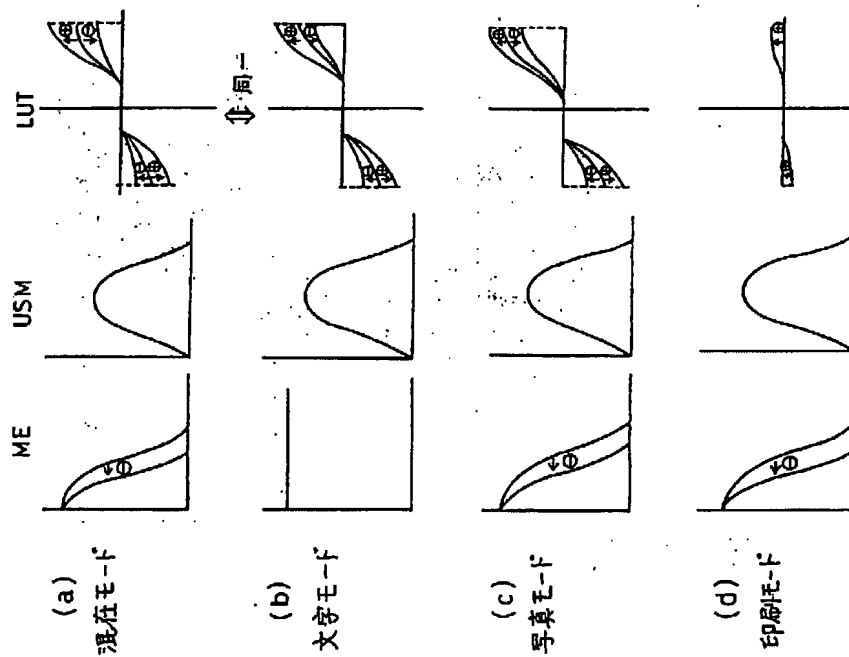 ME USM LUT
(a)
混在モード
⊖
⊕ ⊖
⊖ ⊕
⇔ 同一
(b)
文字モード
⊕ ⊖
⊖ ⊕
(c)
写真モード
⊖
⊕ ⊖
⊖ ⊕
(d)
印刷モード
⊖
⊕
⊕